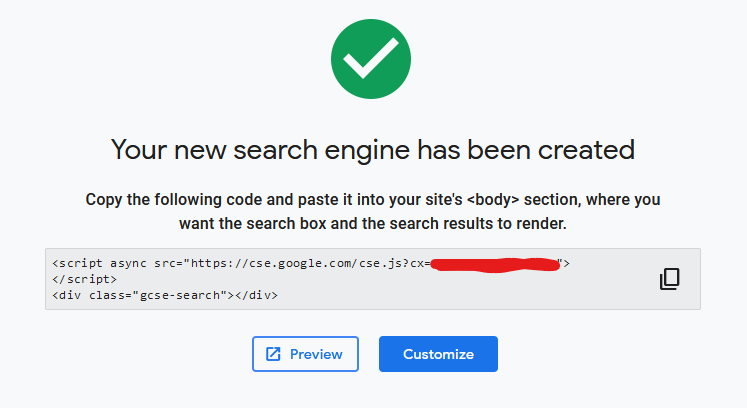 Your new search engine has been created
Copy the following code and paste it into your site's <body> section, where you
want the search box and the search results to render.
<script async src="https://cse.google.com/cse.js?cx=">
</script>
<div class="gcse-search"></div>
Preview
Customize